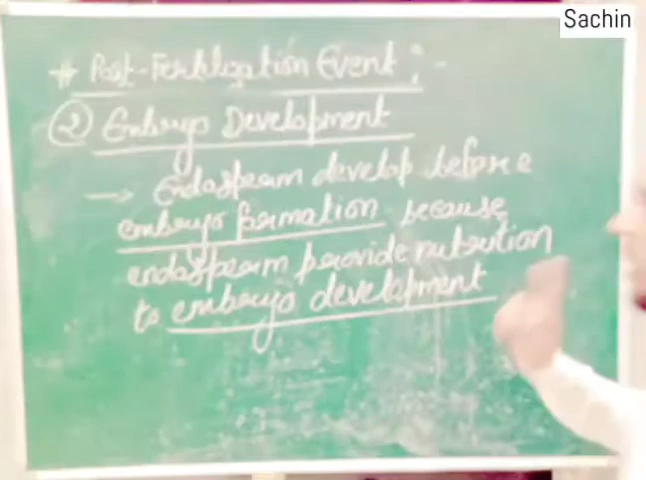 Sachin
* Post-Fertilization Event :-
② Embryo Development
→ Endosperm develop before
embryo formation because
endosperm provide nutrition
to embryo development